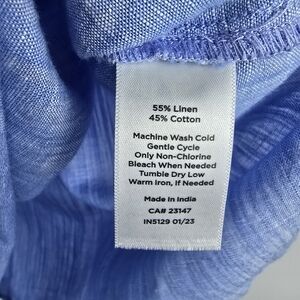 55% Linen
45% Cotton
Machine Wash Cold
Gentle Cycle
Only Non-Chlorine
Bleach When Needed
Tumble Dry Low
Warm iron, If Needed
Made In India
CA# 23147
IN5129 01/23